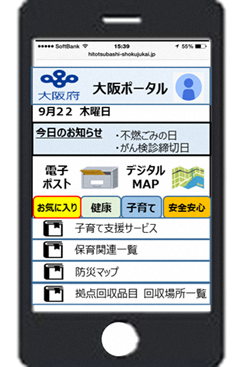 SoftBank 15:39 55%
hitotsubashi-shokujukai.jp
大阪府 大阪ポータル
9月22 木曜日
今日のお知らせ
・不燃ごみの日
・がん検診締切日
電子ポスト
デジタルMAP
お気に入り 健康 子育て 安全安心
子育て支援サービス
保育関連一覧
防災マップ
拠点回収品目 回収場所一覧